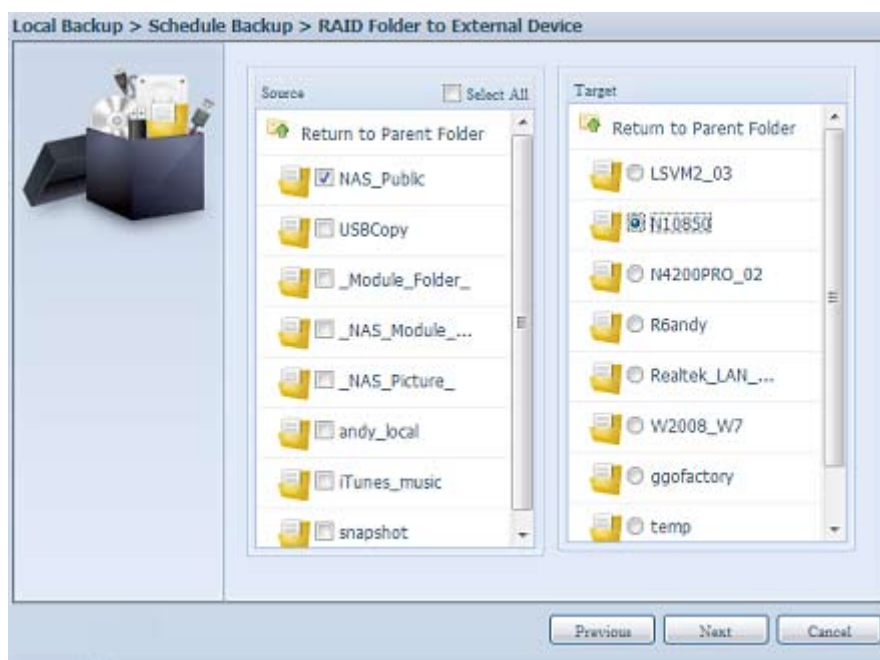 Local Backup > Schedule Backup > RAID Folder to External Device
Source
Select All
Return to Parent Folder
NAS_Public
USBCopy
_Module_Folder_
_NAS_Module_...
_NAS_Picture_
andy_local
iTunes_music
snapshot
Target
Return to Parent Folder
LSVM2_03
N10850
N4200PRO_02
R6andy
Realtek_LAN_...
W2008_W7
ggofactory
temp
Previous
Next
Cancel